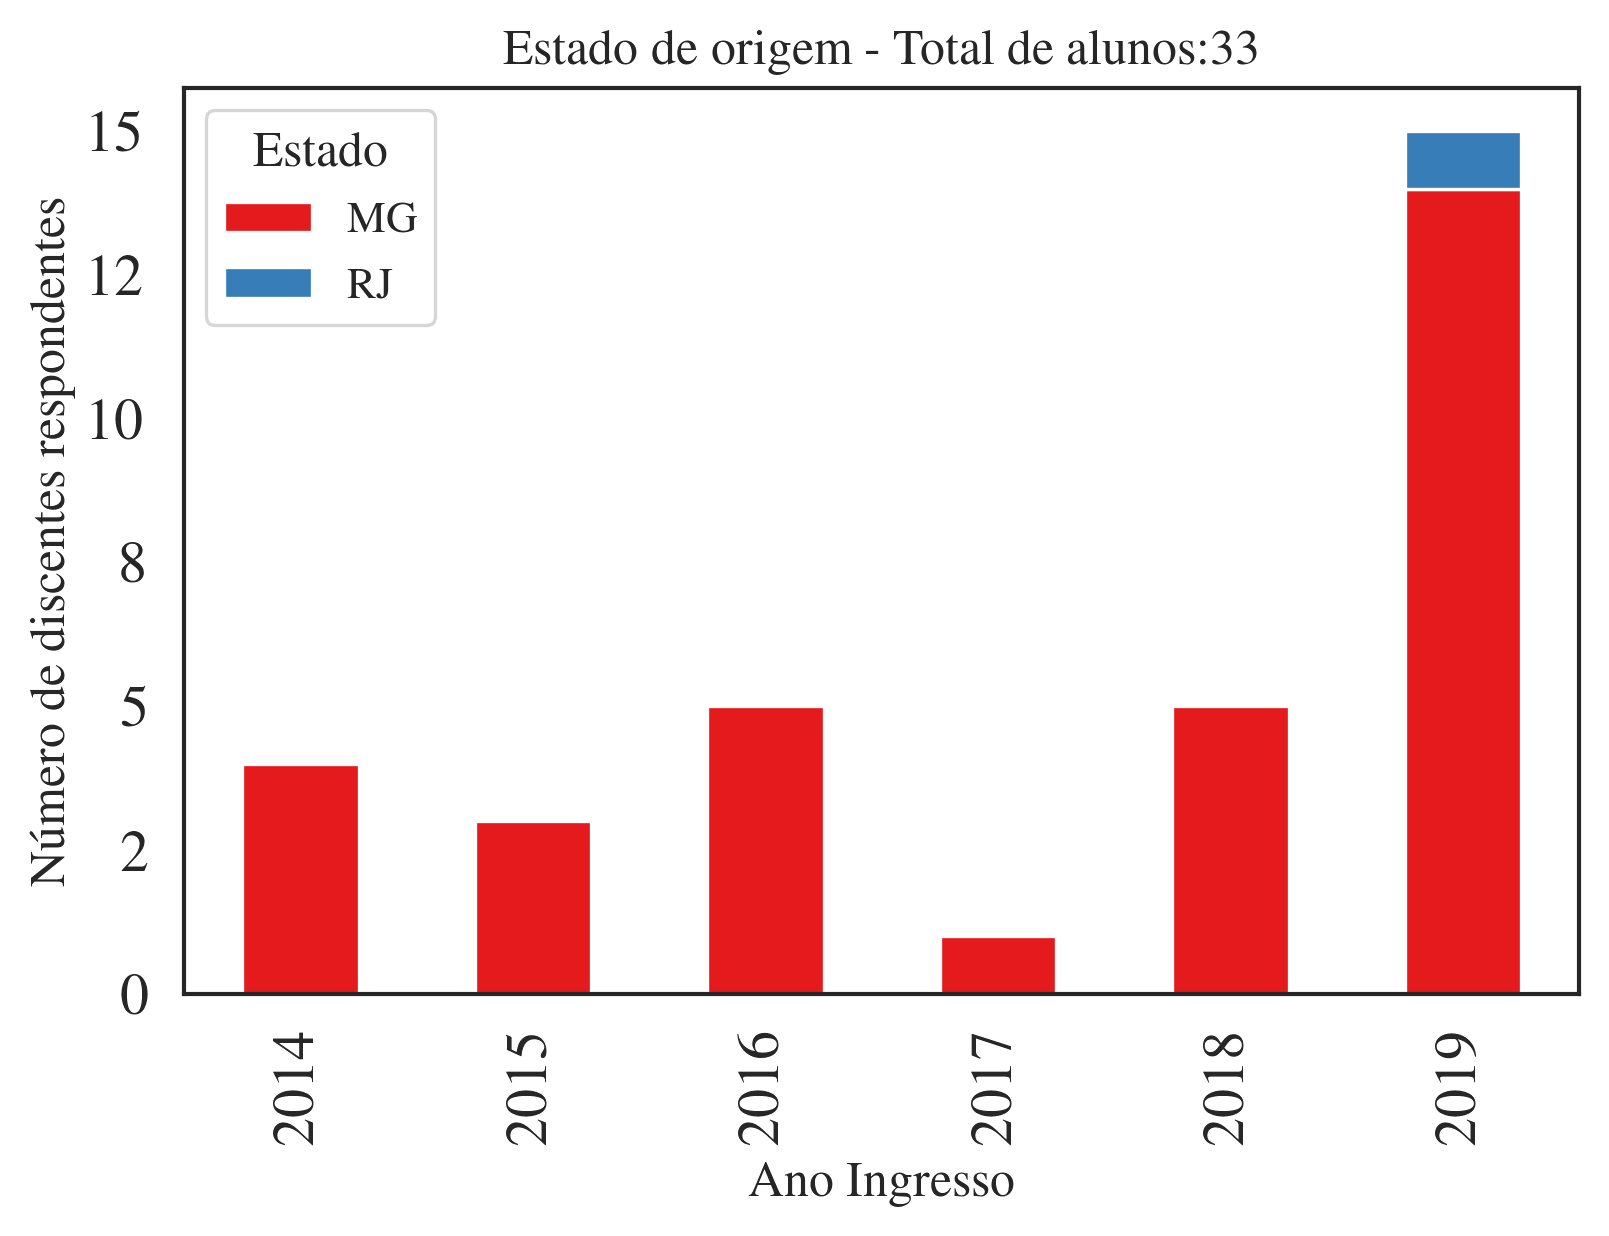 Estado de origem - Total de alunos:33
Estado
MG
RJ
Número de discentes respondentes
15
12
10
8
5
2
0
2014
2015
2016
2017
2018
2019
Ano Ingresso